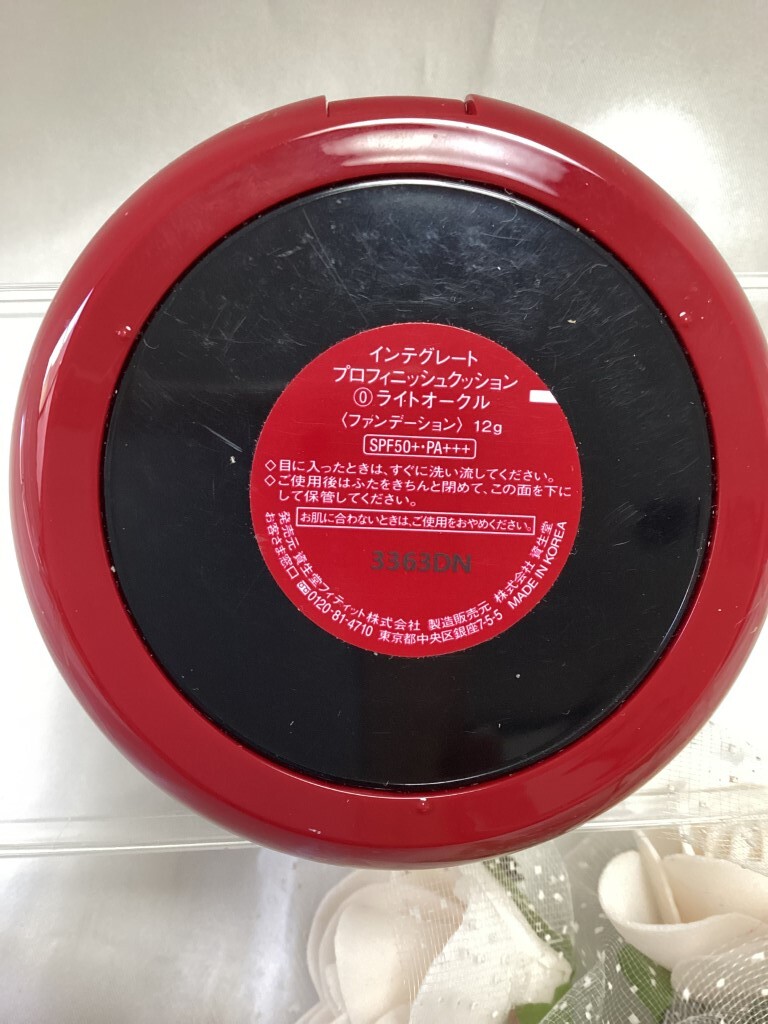 インテグレート
プロフィニッシュクッション
⓪ ライトオークル
〈ファンデーション〉 12g
SPF50+・PA+++
◇目に入ったときは、すぐに洗い流してください。
◇ご使用後はふたをきちんと閉めて、この面を下に
して保管してください。
お肌に合わないときは、ご使用をおやめください。
3363DN
発売元 資生堂フィティット株式会社 製造販売元 株式会社 資生堂
お客さま窓口 ☎0120-81-4710 東京都中央区銀座7-5-5 MADE IN KOREA